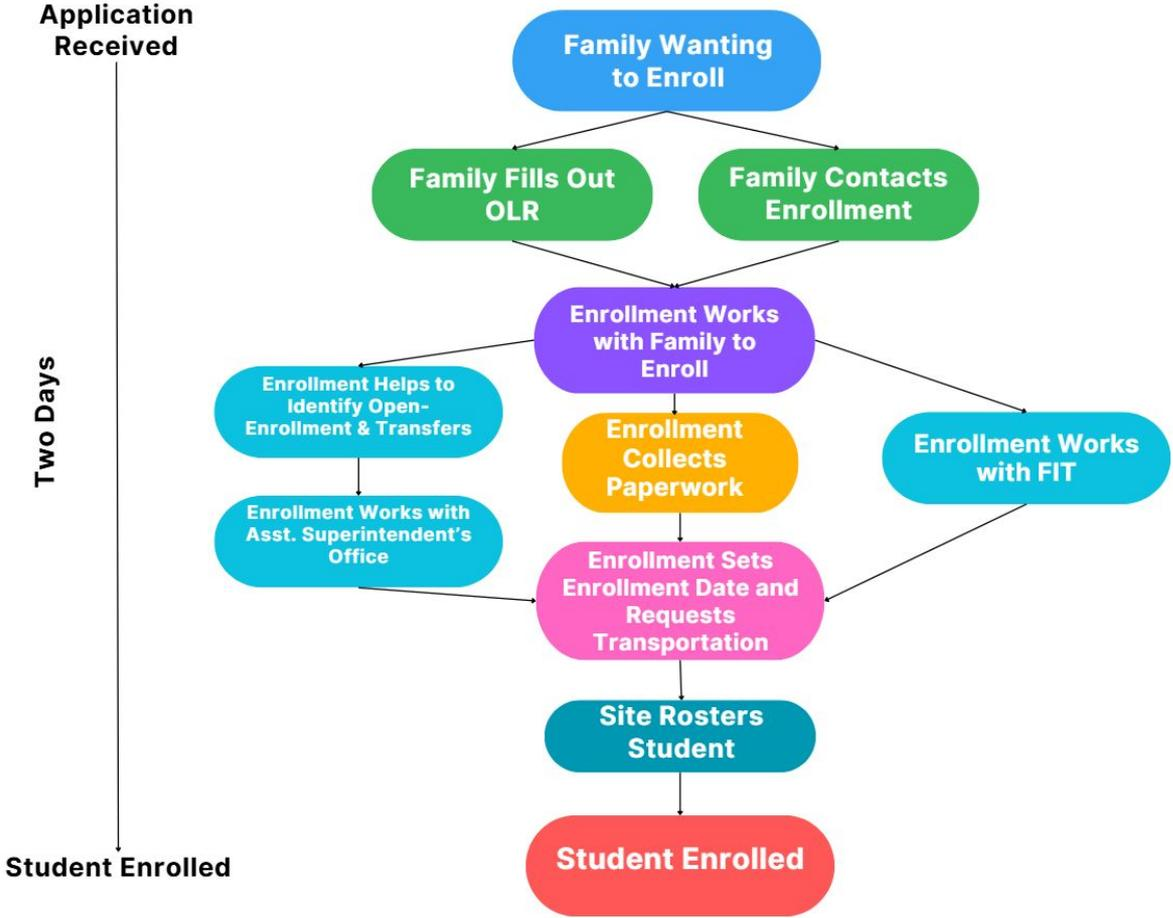 Application
Received
Family Wanting
to Enroll
Family Fills Out
OLR
Family Contacts
Enrollment
Enrollment Works
with Family to
Enroll
Two Days
Enrollment Helps to
Identify Open-
Enrollment & Transfers
Enrollment
Collects
Paperwork
Enrollment Works
with FIT
Enrollment Works with
Asst. Superintendent's
Office
Enrollment Sets
Enrollment Date and
Requests
Transportation
Site Rosters
Student
Student Enrolled
Student Enrolled